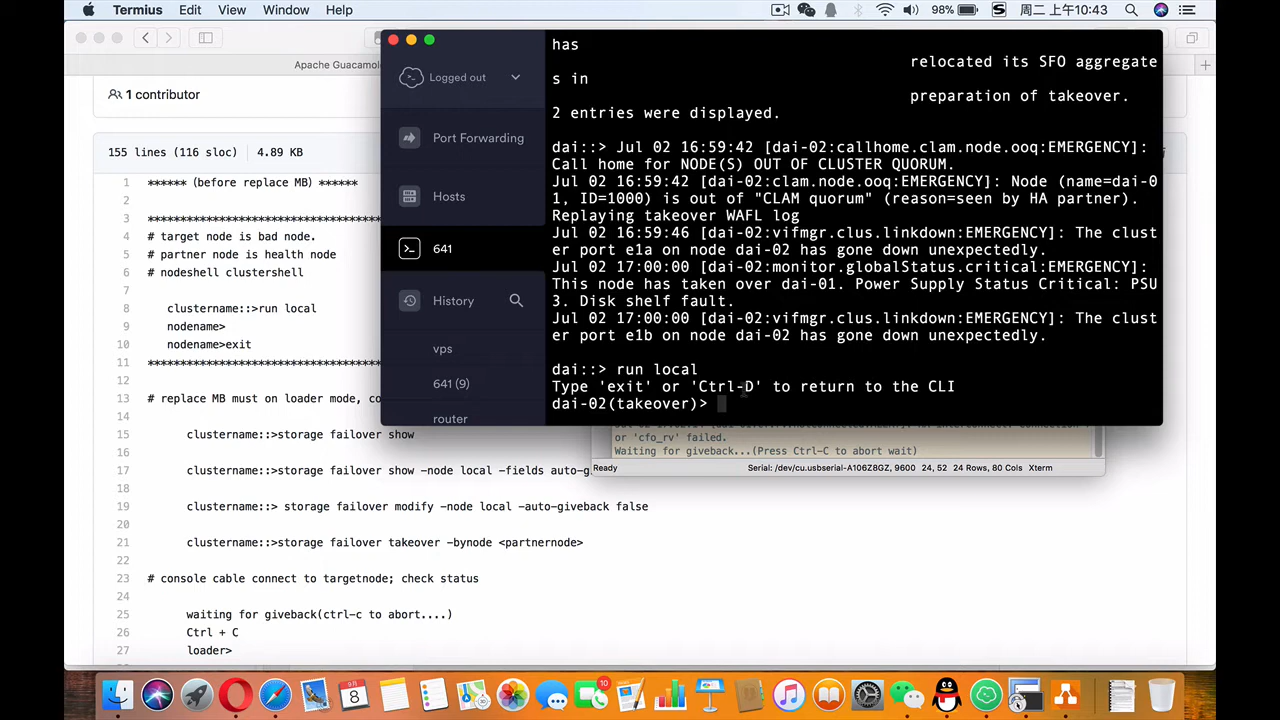 Termius Edit View Window Help
98% 周二 上午10:43
Apache Guacamol
1 contributor
155 lines (116 sloc) 4.89 KB
1 ****** (before replace MB) ******
2
3
4 # target node is bad node.
5 # partner node is health node
6 # nodeshell clustershell
7
8 clustername::>run local
9 nodename>
10 nodename>exit
11
12
13 # replace MB must on loader mode, co
14
15 clustername::>storage failover show
16
17 clustername::>storage failover show -node local -fields auto-g
18
19 clustername::> storage failover modify -node local -auto-giveback false
20
21 clustername::>storage failover takeover -bynode <partnernode>
22
23 # console cable connect to targetnode; check status
24
25 waiting for giveback(ctrl-c to abort....)
26 Ctrl + C
27 loader>
Logged out
Port Forwarding
Hosts
641
History
vps
641 (9)
router
has
relocated its SFO aggregate
s in
preparation of takeover.
2 entries were displayed.
dai::> Jul 02 16:59:42 [dai-02:callhome.clam.node.ooq:EMERGENCY]:
Call home for NODE(S) OUT OF CLUSTER QUORUM.
Jul 02 16:59:42 [dai-02:clam.node.ooq:EMERGENCY]: Node (name=dai-0
1, ID=1000) is out of "CLAM quorum" (reason=seen by HA partner).
Replaying takeover WAFL log
Jul 02 16:59:46 [dai-02:vifmgr.clus.linkdown:EMERGENCY]: The clust
er port e1a on node dai-02 has gone down unexpectedly.
Jul 02 17:00:00 [dai-02:monitor.globalStatus.critical:EMERGENCY]:
This node has taken over dai-01. Power Supply Status Critical: PSU
3. Disk shelf fault.
Jul 02 17:00:00 [dai-02:vifmgr.clus.linkdown:EMERGENCY]: The clust
er port e1b on node dai-02 has gone down unexpectedly.
dai::> run local
Type 'exit' or 'Ctrl-D' to return to the CLI
dai-02(takeover)>
or 'cfo_rv' failed.
Waiting for giveback...(Press Ctrl-C to abort wait)
Ready Serial: /dev/cu.usbserial-A106Z8GZ, 9600 24, 52 24 Rows, 80 Cols Xterm
10